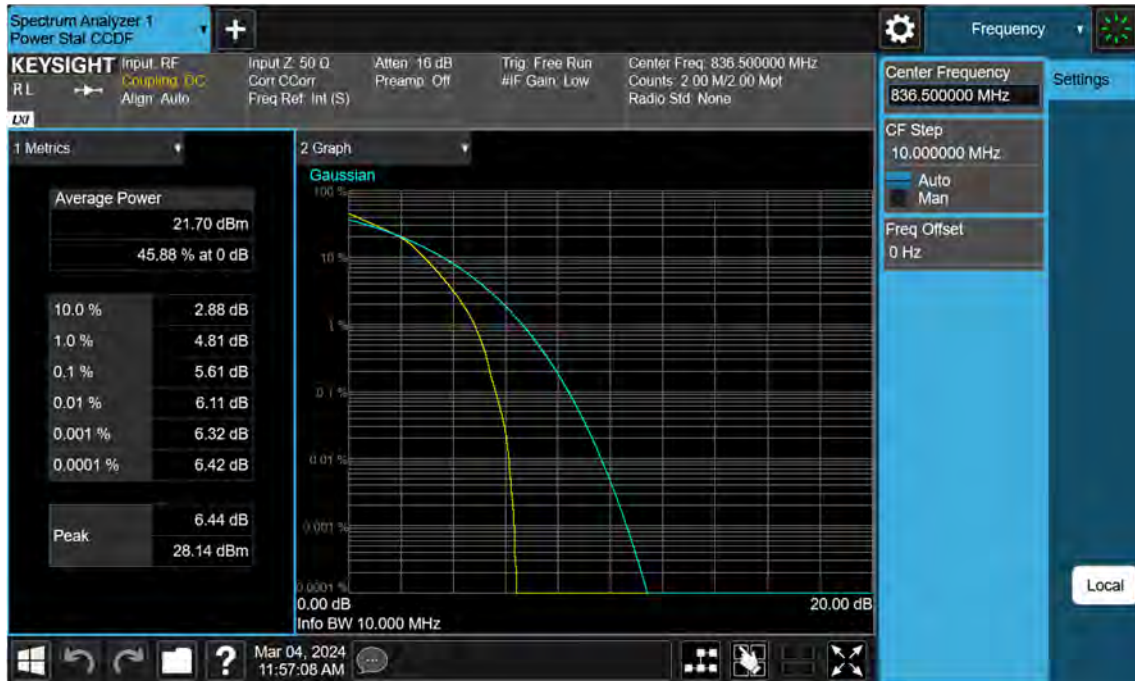 Spectrum Analyzer 1
Power Stat CCDF
+
Frequency
KEYSIGHT
RL
LXI
Input: RF
Coupling: DC
Align: Auto
Input Z: 50 Ω
Corr CCorr
Freq Ref: Int (S)
Atten: 16 dB
Preamp: Off
Trig: Free Run
#IF Gain: Low
Center Freq: 836.500000 MHz
Counts: 2.00 M/2.00 Mpt
Radio Std: None
Center Frequency
836.500000 MHz
Settings
CF Step
10.000000 MHz
Auto
Man
Freq Offset
0 Hz
1 Metrics
Average Power
21.70 dBm
45.88 % at 0 dB
10.0 % 2.88 dB
1.0 % 4.81 dB
0.1 % 5.61 dB
0.01 % 6.11 dB
0.001 % 6.32 dB
0.0001 % 6.42 dB
Peak
6.44 dB
28.14 dBm
2 Graph
Gaussian
100 %
10 %
1 %
0.1 %
0.01 %
0.001 %
0.0001 %
0.00 dB 20.00 dB
Info BW 10.000 MHz
Local
?
Mar 04, 2024
11:57:08 AM